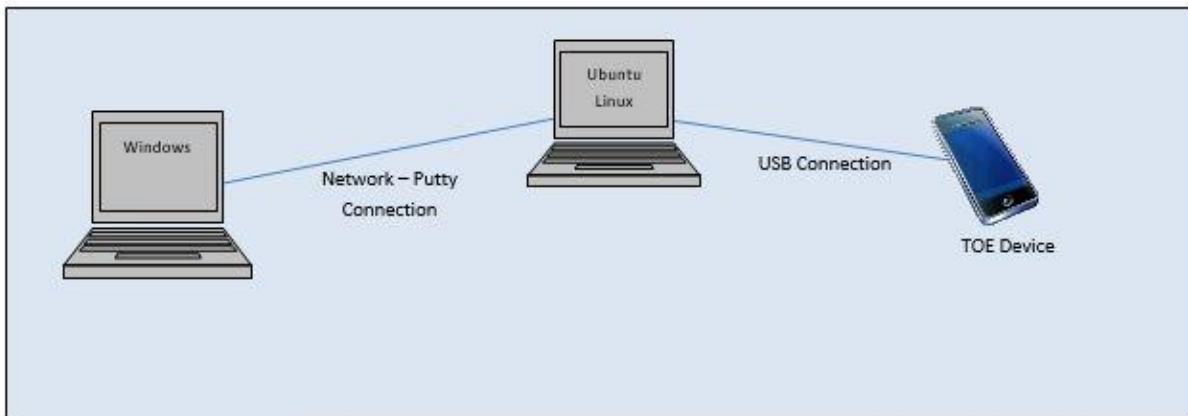 Windows
Network – Putty
Connection
Ubuntu
Linux
USB Connection
TOE Device